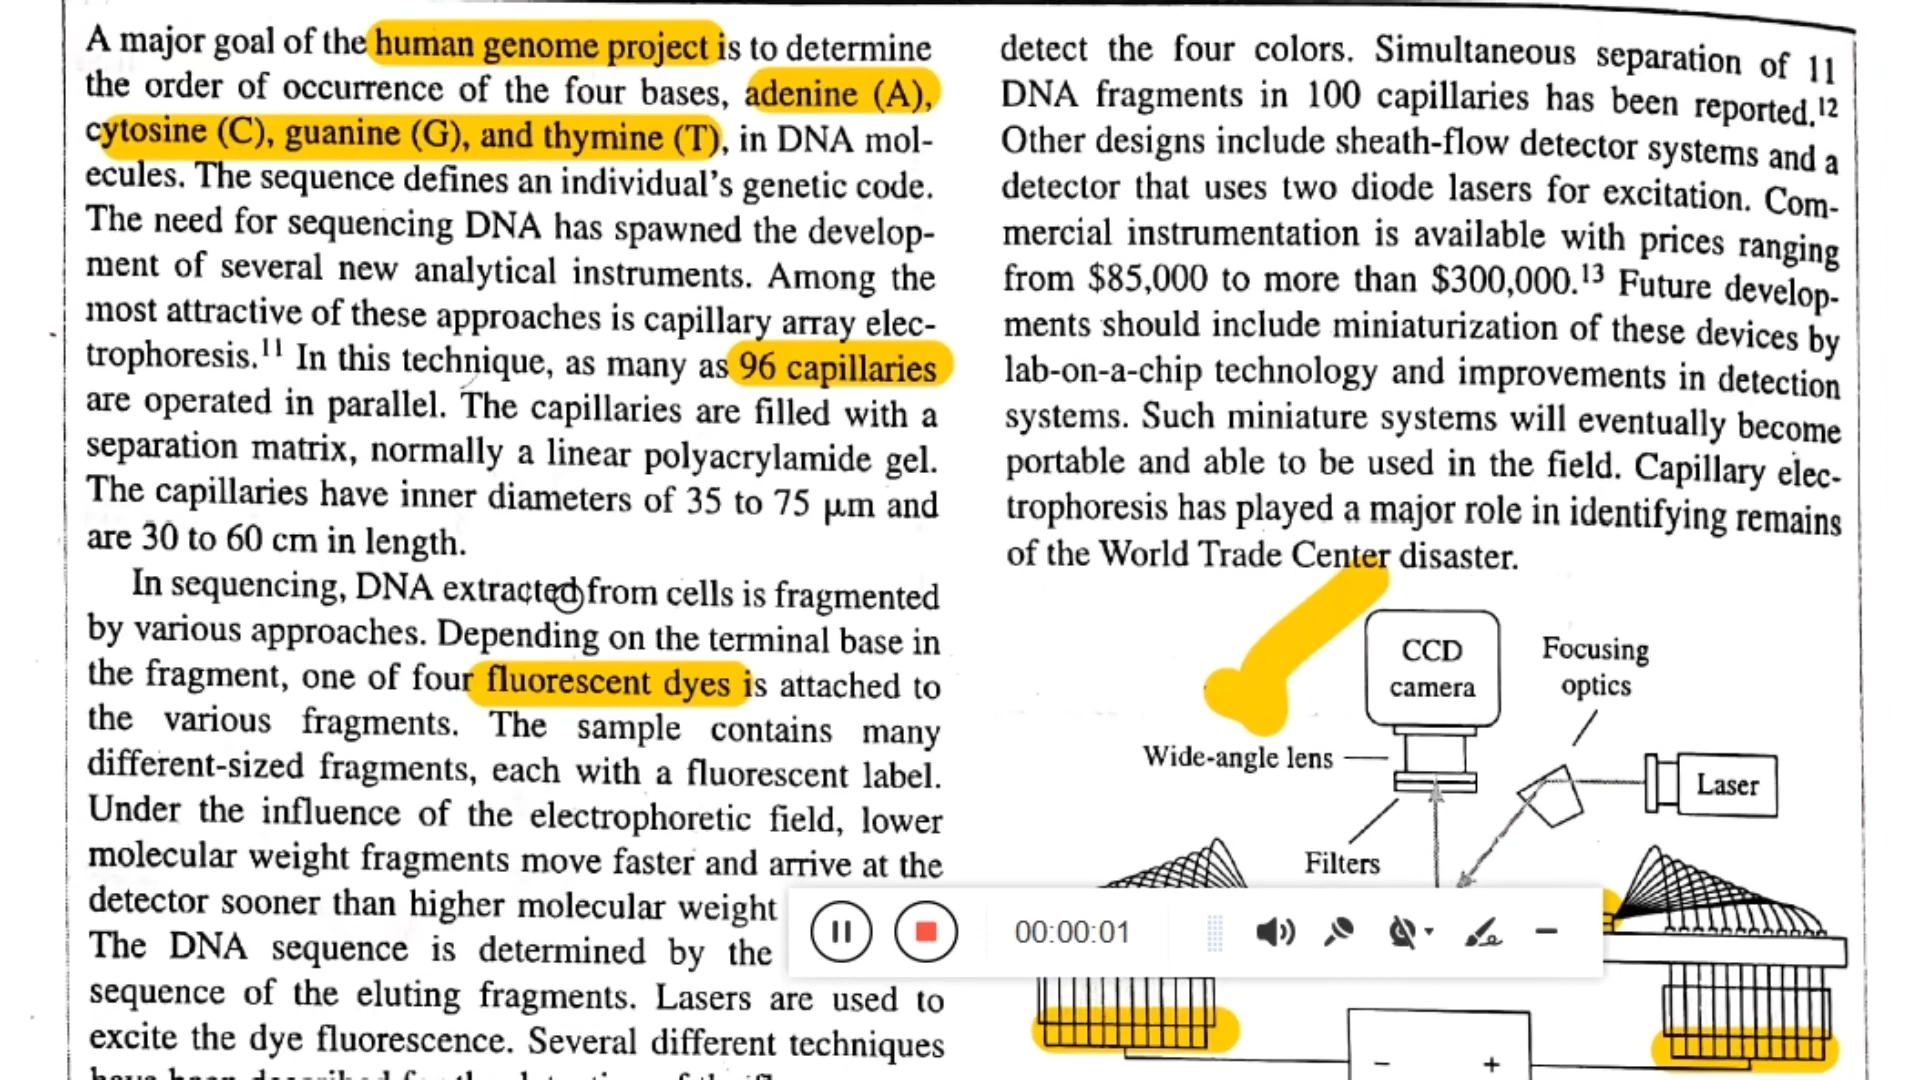 A major goal of the human genome project is to determine
the order of occurrence of the four bases, adenine (A),
cytosine (C), guanine (G), and thymine (T), in DNA mol-
ecules. The sequence defines an individual's genetic code.
The need for sequencing DNA has spawned the develop-
ment of several new analytical instruments. Among the
most attractive of these approaches is capillary array elec-
trophoresis.¹¹ In this technique, as many as 96 capillaries
are operated in parallel. The capillaries are filled with a
separation matrix, normally a linear polyacrylamide gel.
The capillaries have inner diameters of 35 to 75 μm and
are 30 to 60 cm in length.
In sequencing, DNA extracted from cells is fragmented
by various approaches. Depending on the terminal base in
the fragment, one of four fluorescent dyes is attached to
the various fragments. The sample contains many
different-sized fragments, each with a fluorescent label.
Under the influence of the electrophoretic field, lower
molecular weight fragments move faster and arrive at the
detector sooner than higher molecular weight
The DNA sequence is determined by the
sequence of the eluting fragments. Lasers are used to
excite the dye fluorescence. Several different techniques
detect the four colors. Simultaneous separation of 11
DNA fragments in 100 capillaries has been reported.¹²
Other designs include sheath-flow detector systems and a
detector that uses two diode lasers for excitation. Com-
mercial instrumentation is available with prices ranging
from $85,000 to more than $300,000.¹³ Future develop-
ments should include miniaturization of these devices by
lab-on-a-chip technology and improvements in detection
systems. Such miniature systems will eventually become
portable and able to be used in the field. Capillary elec-
trophoresis has played a major role in identifying remains
of the World Trade Center disaster.
CCD
camera
Focusing
optics
Wide-angle lens
Laser
Filters
00:00:01
− +